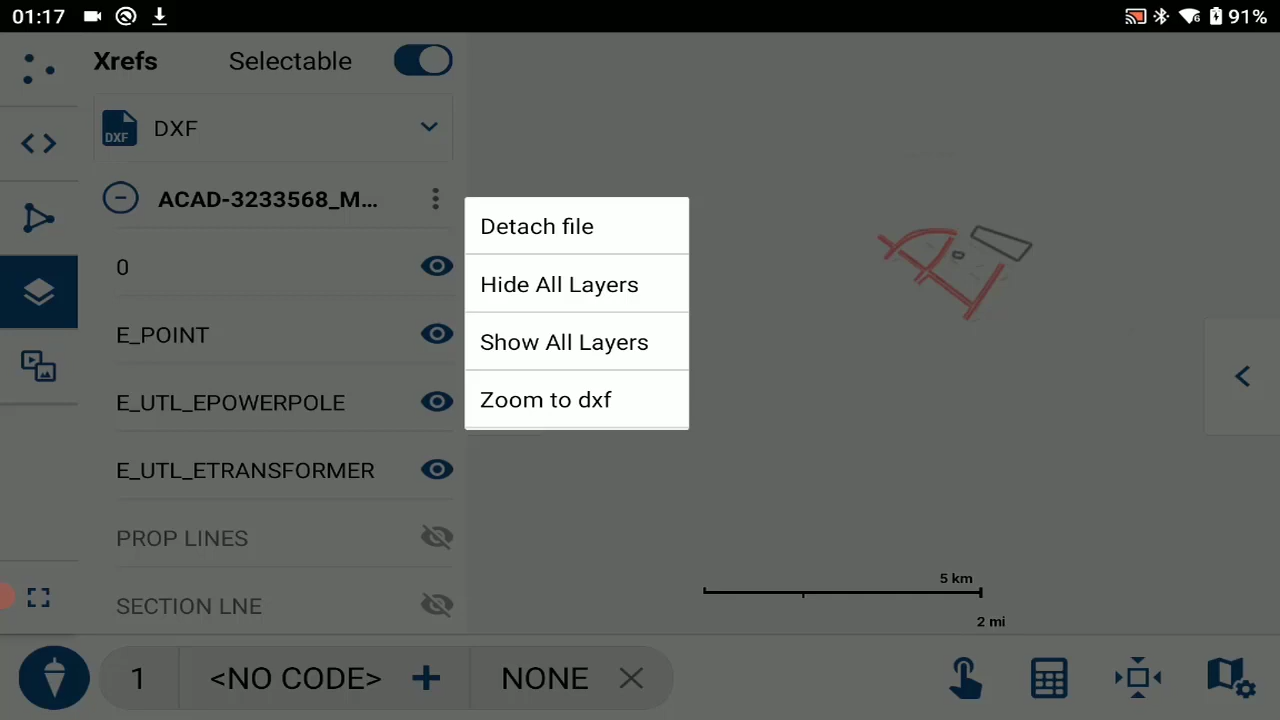 01:17
91%
Xrefs
Selectable
DXF
DXF
ACAD-3233568_M...
Detach file
Hide All Layers
Show All Layers
Zoom to dxf
0
E_POINT
E_UTL_EPOWERPOLE
E_UTL_ETRANSFORMER
PROP LINES
SECTION LNE
5 km
2 mi
1
<NO CODE>
NONE